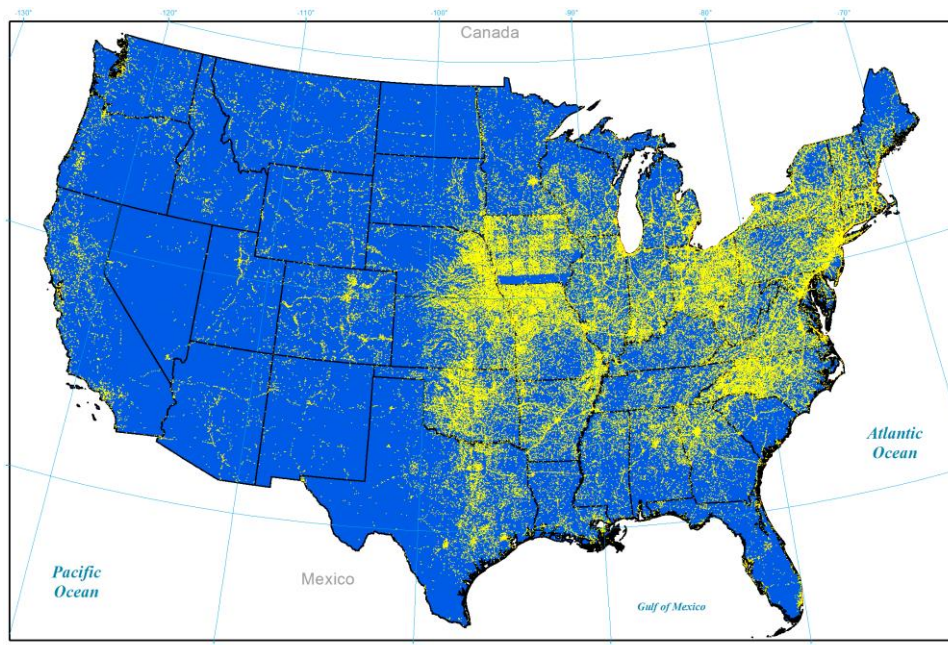 -130°
-120°
-110°
-100°
-90°
-80°
-70°
Canada
Atlantic
Ocean
Pacific
Ocean
Mexico
Gulf of Mexico